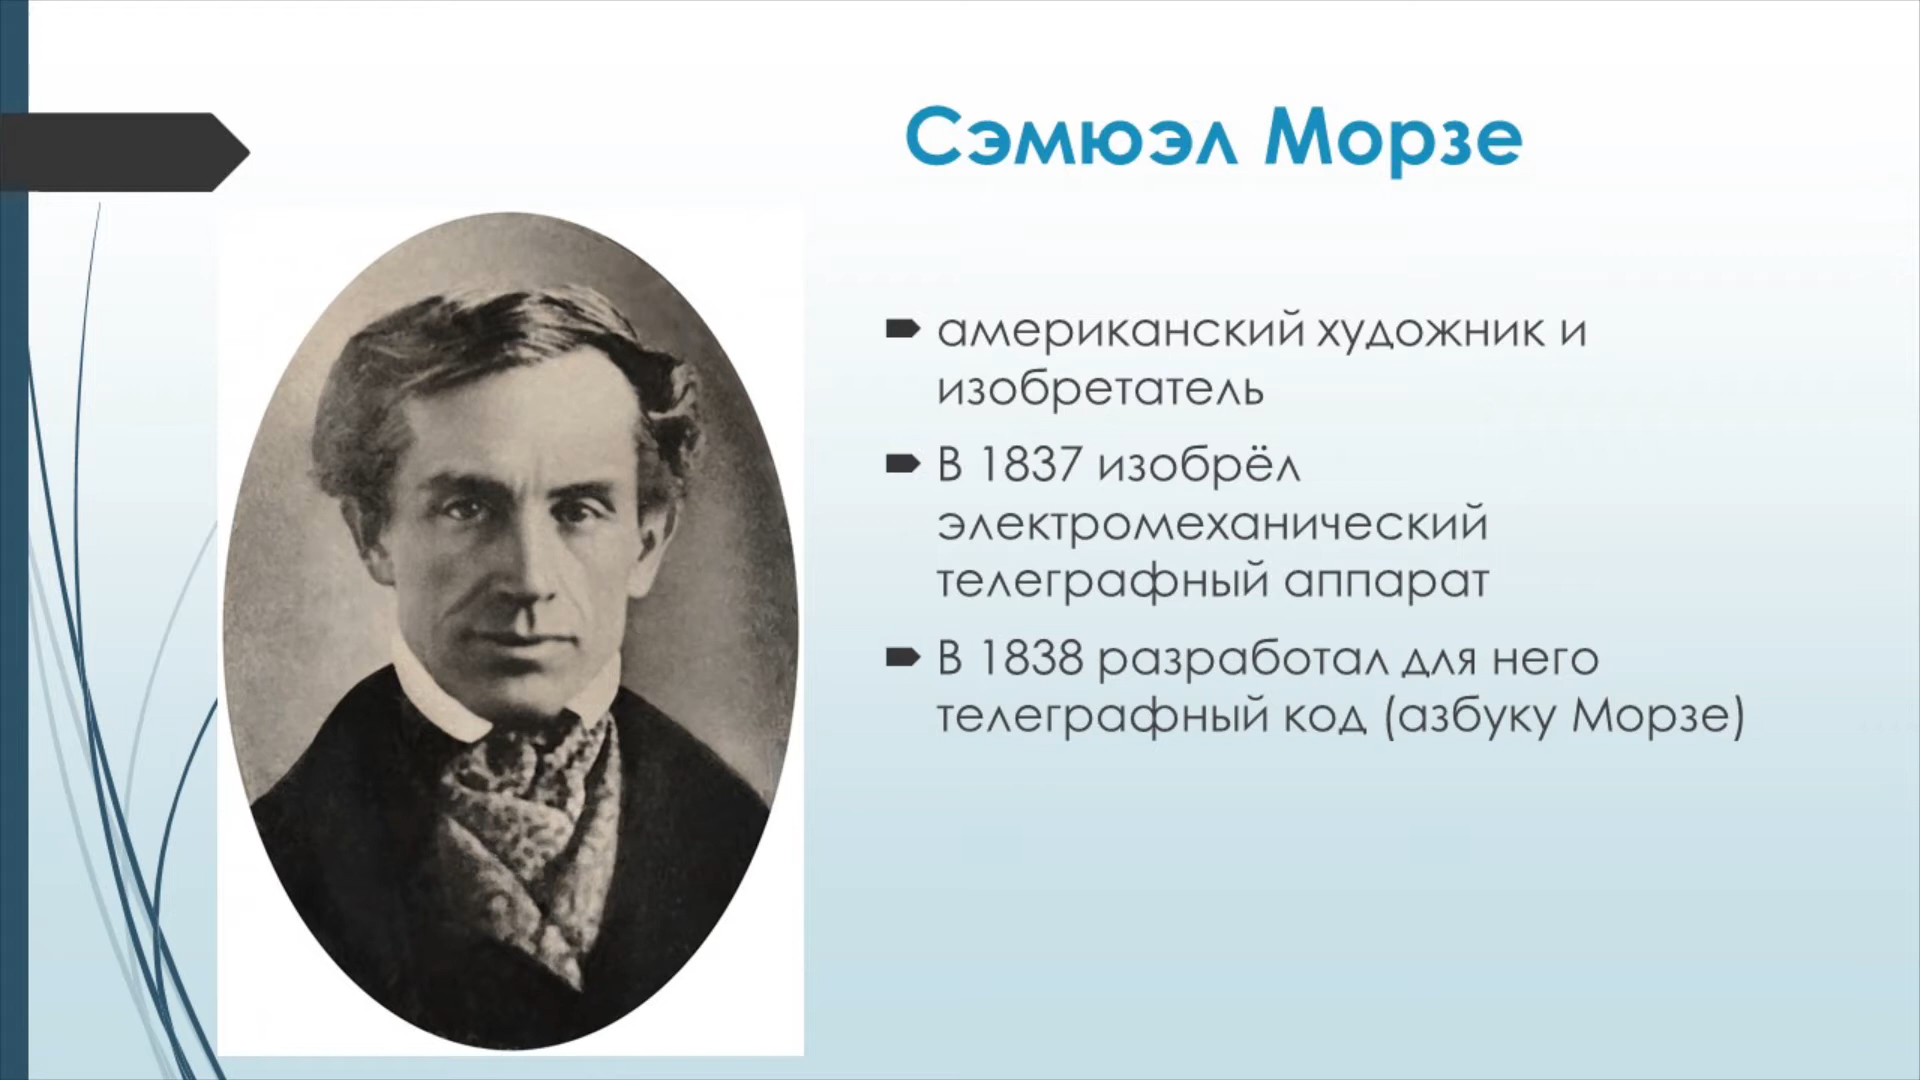 Сэмюэл Морзе
американский художник и
изобретатель
В 1837 изобрёл
электромеханический
телеграфный аппарат
В 1838 разработал для него
телеграфный код (азбуку Морзе)